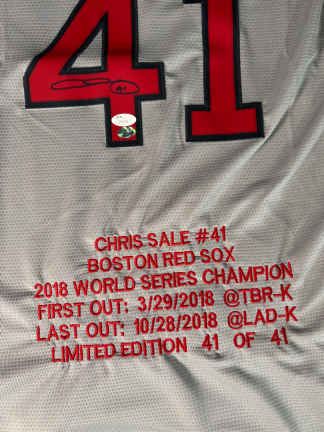 41
41
CHRIS SALE #41
BOSTON RED SOX
2018 WORLD SERIES CHAMPION
FIRST OUT: 3/29/2018 @TBR-K
LAST OUT: 10/28/2018 @LAD-K
LIMITED EDITION 41 OF 41